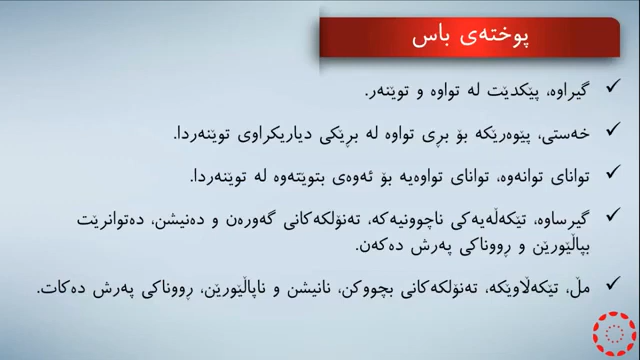 پوختەی باس
گیراوە، پێکدێت لە تواوە و توێنەر.
خەستی، پێوەرێکە بۆ بڕی تواوە لە بڕێکی دیاریکراوی توێنەردا.
توانای توانەوە، توانای تواوەیە بۆ ئەوەی بتوێتەوە لە توێنەردا.
گیرساوە، تێکەڵەیەکی ناچوونیەکە، تەنۆلکەکانی گەورەن و دەنیشن، دەتوانرێت
بپاڵێورێن و ڕووناکی پەرش دەکەن.
مڵ، تێکەڵاوێکە، تەنۆلکەکانی بچووکن، نانیشن و ناپاڵێورێن، ڕووناکی پەرش دەکات.